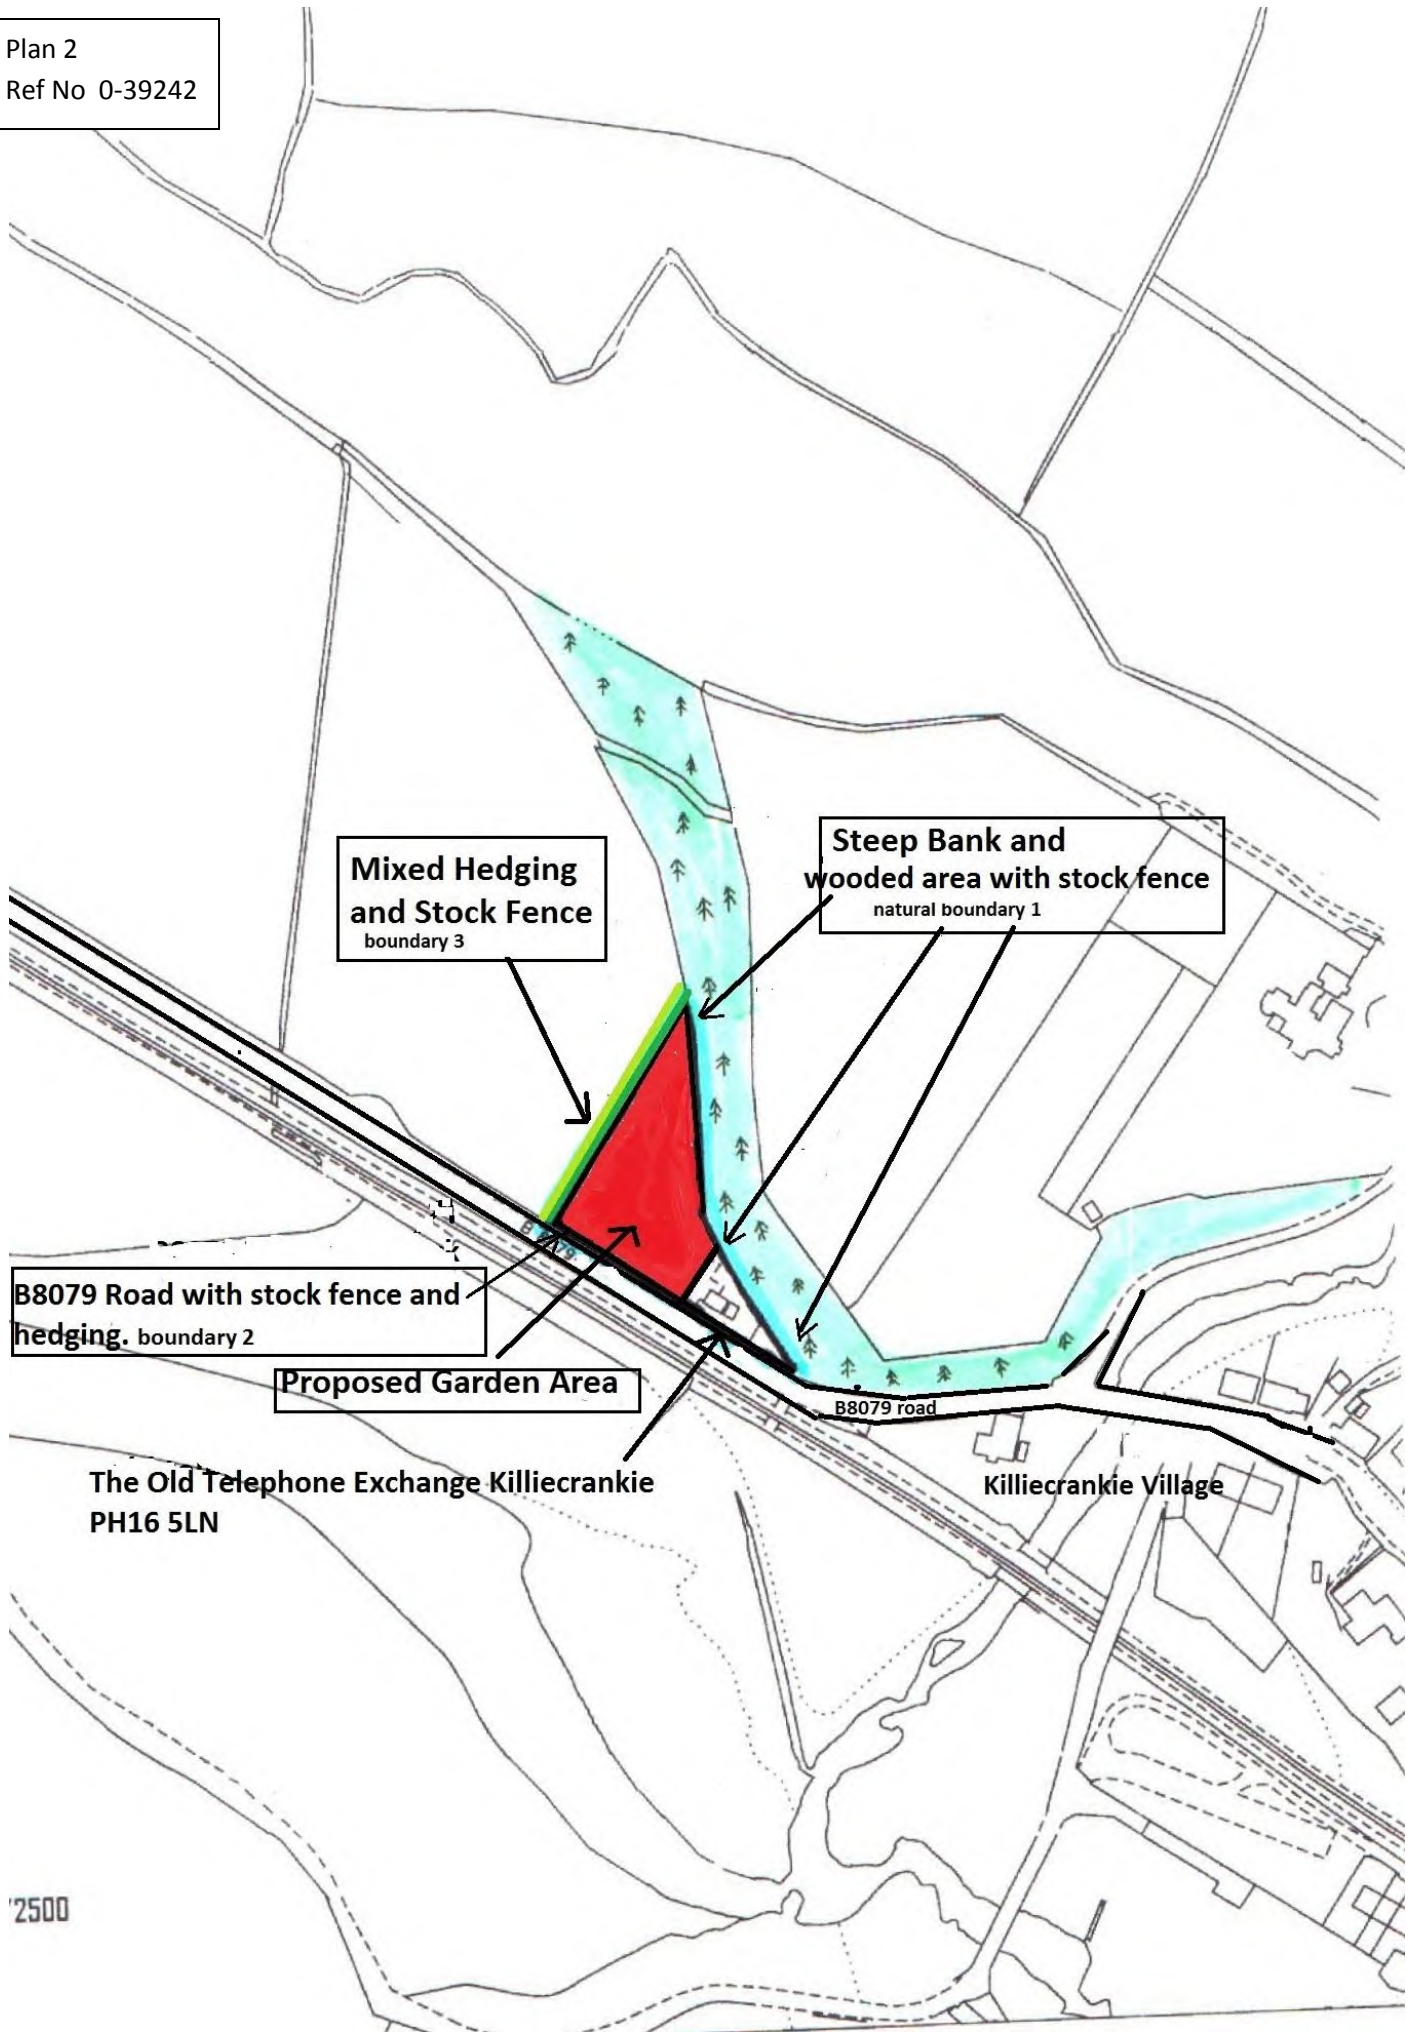 Plan 2
Ref No 0-39242
Mixed Hedging
and Stock Fence
boundary 3
Steep Bank and
wooded area with stock fence
natural boundary 1
B8079 Road with stock fence and
hedging. boundary 2
Proposed Garden Area
B8079 road
The Old Telephone Exchange Killiecrankie
PH16 5LN
Killiecrankie Village
2500